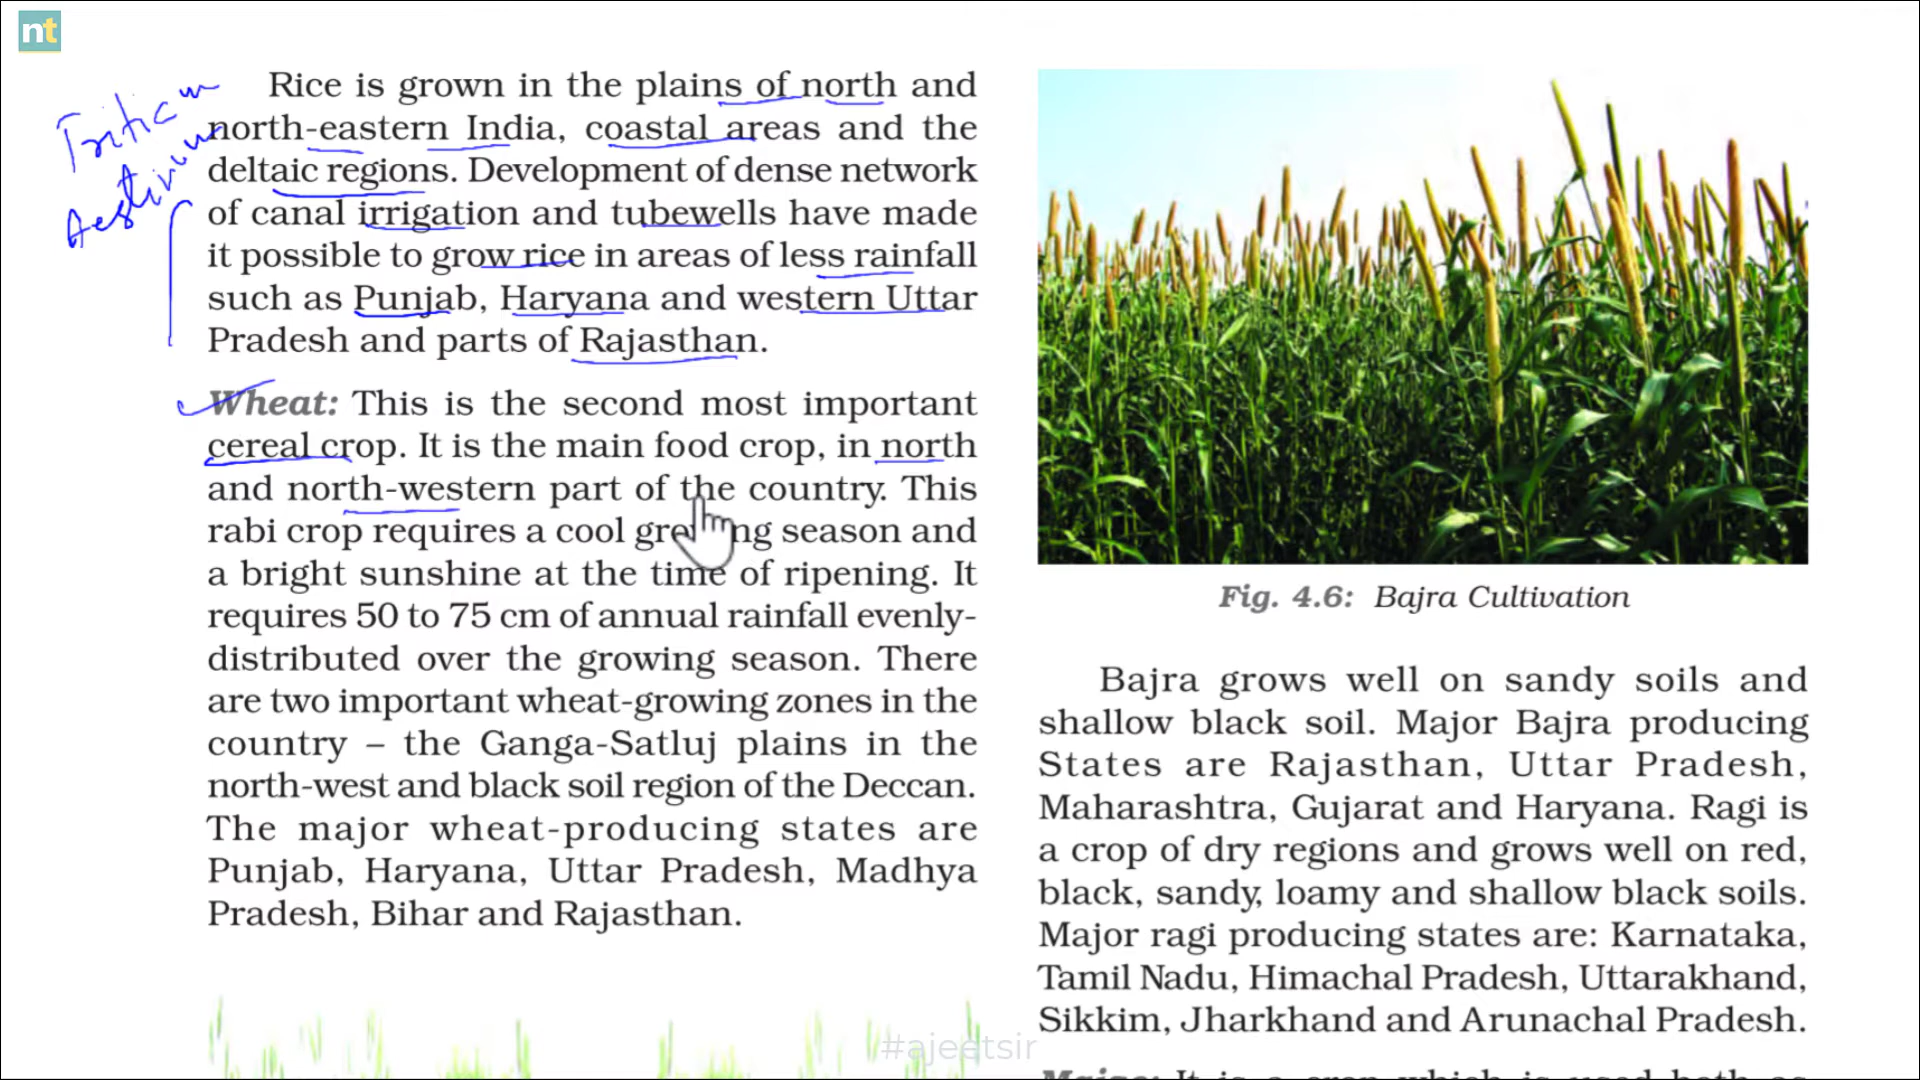 nt
Triticum
Aestivum
Rice is grown in the plains of north and
north-eastern India, coastal areas and the
deltaic regions. Development of dense network
of canal irrigation and tubewells have made
it possible to grow rice in areas of less rainfall
such as Punjab, Haryana and western Uttar
Pradesh and parts of Rajasthan.
Wheat: This is the second most important
cereal crop. It is the main food crop, in north
and north-western part of the country. This
rabi crop requires a cool growing season and
a bright sunshine at the time of ripening. It
requires 50 to 75 cm of annual rainfall evenly-
distributed over the growing season. There
are two important wheat-growing zones in the
country – the Ganga-Satluj plains in the
north-west and black soil region of the Deccan.
The major wheat-producing states are
Punjab, Haryana, Uttar Pradesh, Madhya
Pradesh, Bihar and Rajasthan.
Fig. 4.6: Bajra Cultivation
Bajra grows well on sandy soils and
shallow black soil. Major Bajra producing
States are Rajasthan, Uttar Pradesh,
Maharashtra, Gujarat and Haryana. Ragi is
a crop of dry regions and grows well on red,
black, sandy, loamy and shallow black soils.
Major ragi producing states are: Karnataka,
Tamil Nadu, Himachal Pradesh, Uttarakhand,
Sikkim, Jharkhand and Arunachal Pradesh.
Maize: It is a crop which is used both as
#ajeetsir